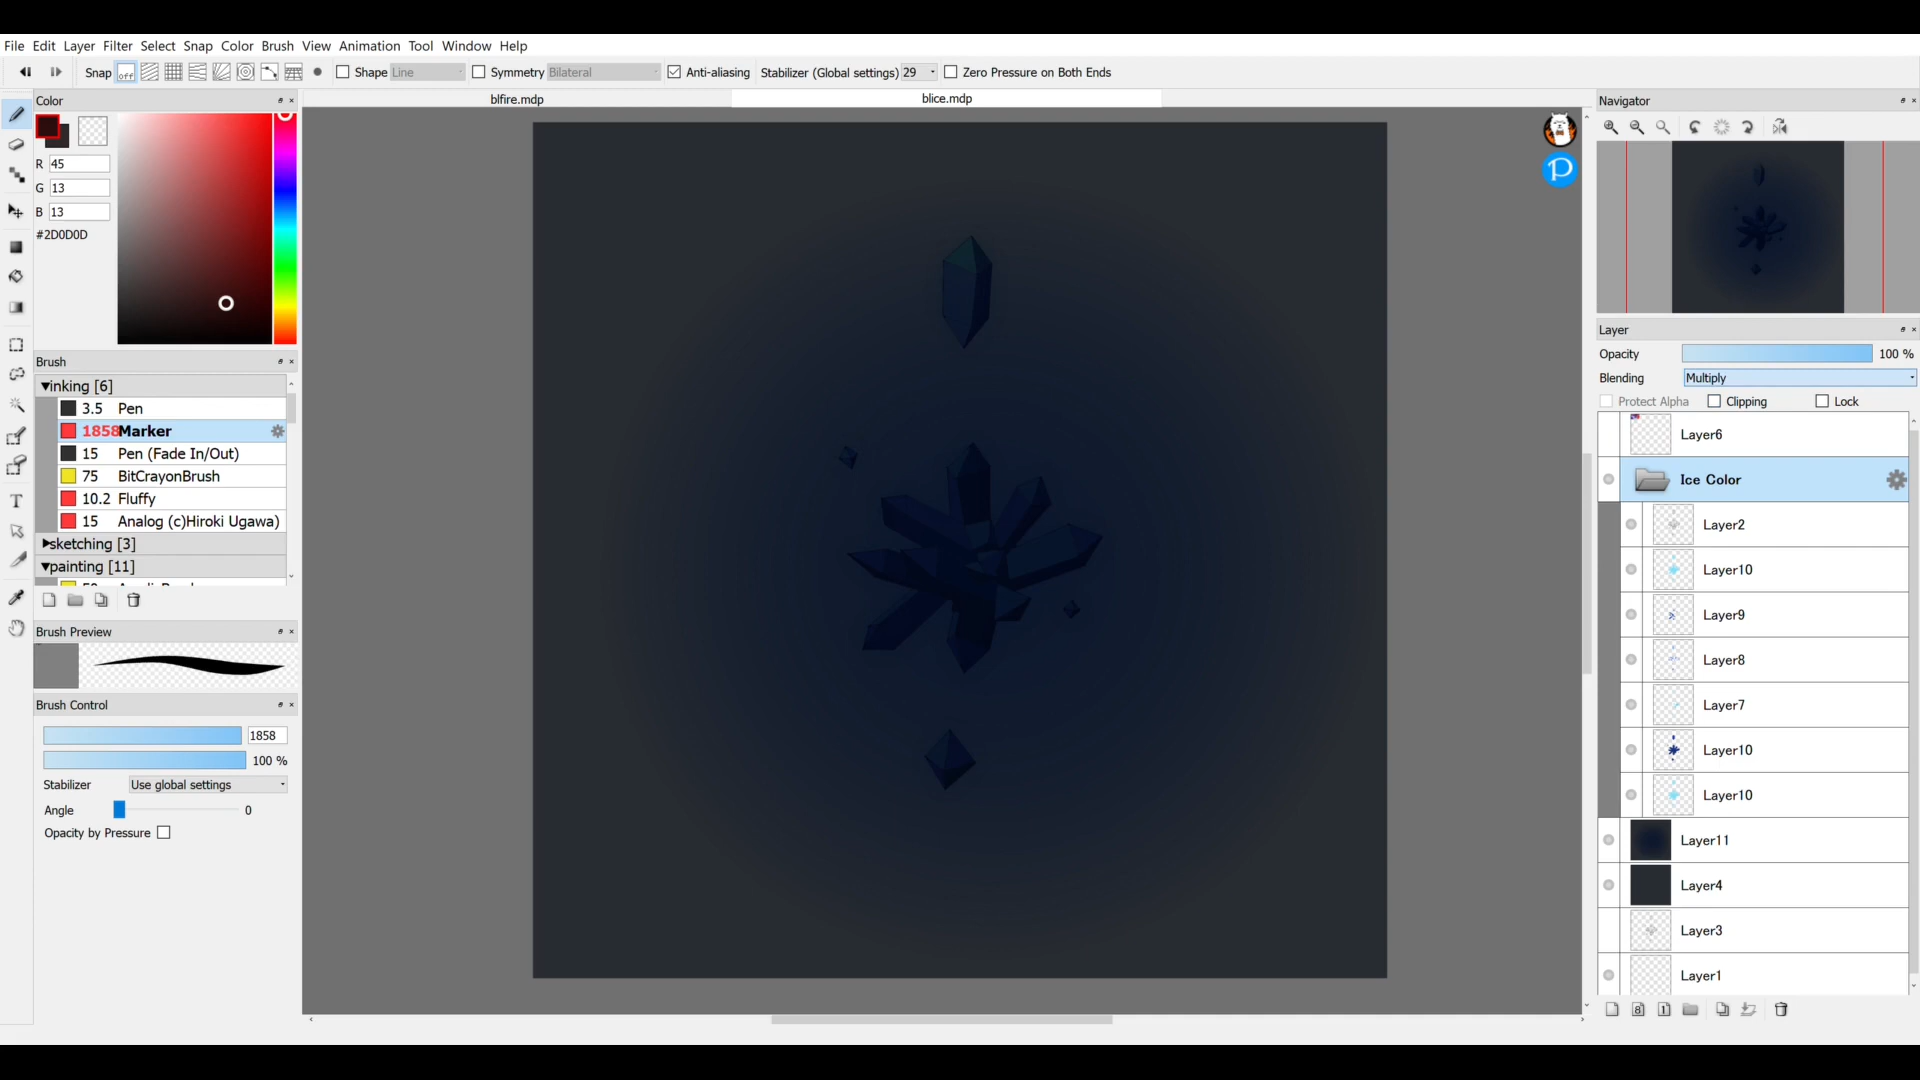 File Edit Layer Filter Select Snap Color Brush View Animation Tool Window Help
Snap off Shape Line Symmetry Bilateral Anti-aliasing Stabilizer (Global settings) 29 Zero Pressure on Both Ends
Color
blfire.mdp
blice.mdp
Navigator
R 45
G 13
B 13
#2D0D0D
P
Brush
inking [6]
3.5 Pen
1858 Marker
15 Pen (Fade In/Out)
75 BitCrayonBrush
10.2 Fluffy
15 Analog (c)Hiroki Ugawa)
sketching [3]
painting [11]
Brush Preview
Brush Control
1858
100 %
Stabilizer Use global settings
Angle 0
Opacity by Pressure
Layer
Opacity 100 %
Blending Multiply
Protect Alpha Clipping Lock
Layer6
Ice Color
Layer2
Layer10
Layer9
Layer8
Layer7
Layer10
Layer10
Layer11
Layer4
Layer3
Layer1
8 1